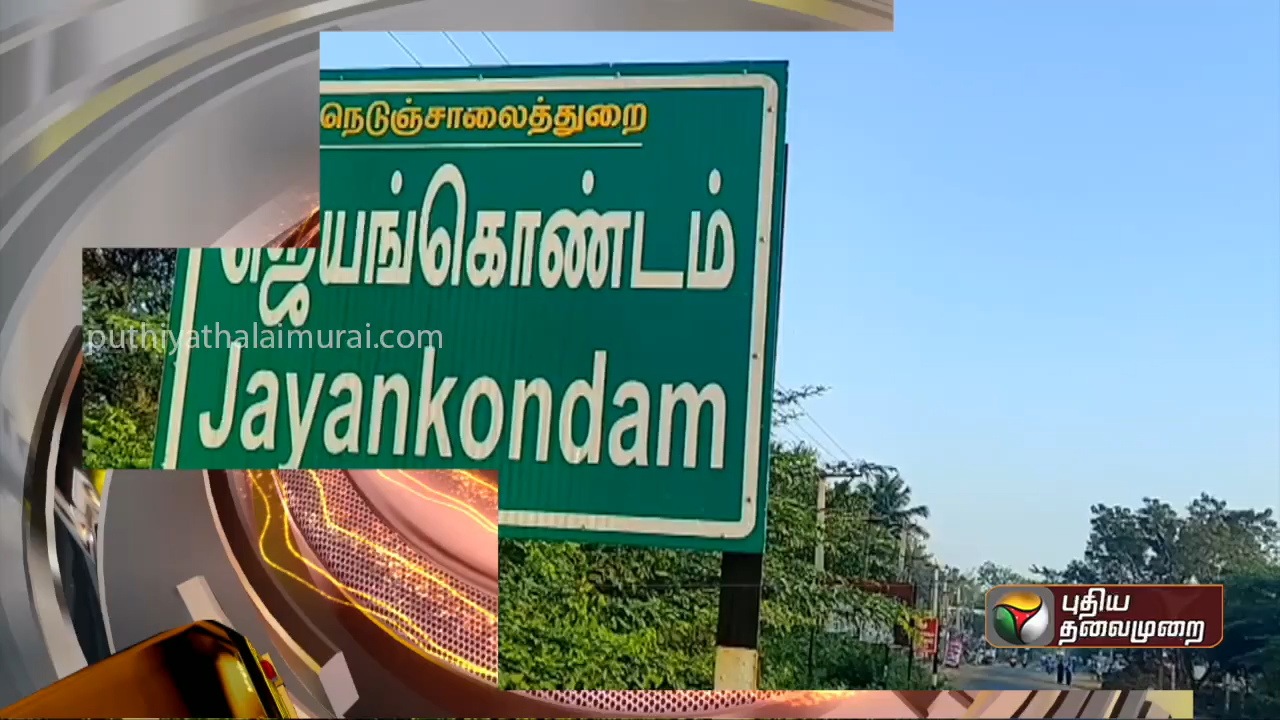 நெடுஞ்சாலைத்துறை
ஜெயங்கொண்டம்
puthiyathalaimurai.com
Jayankondam
புதிய
தலைமுறை